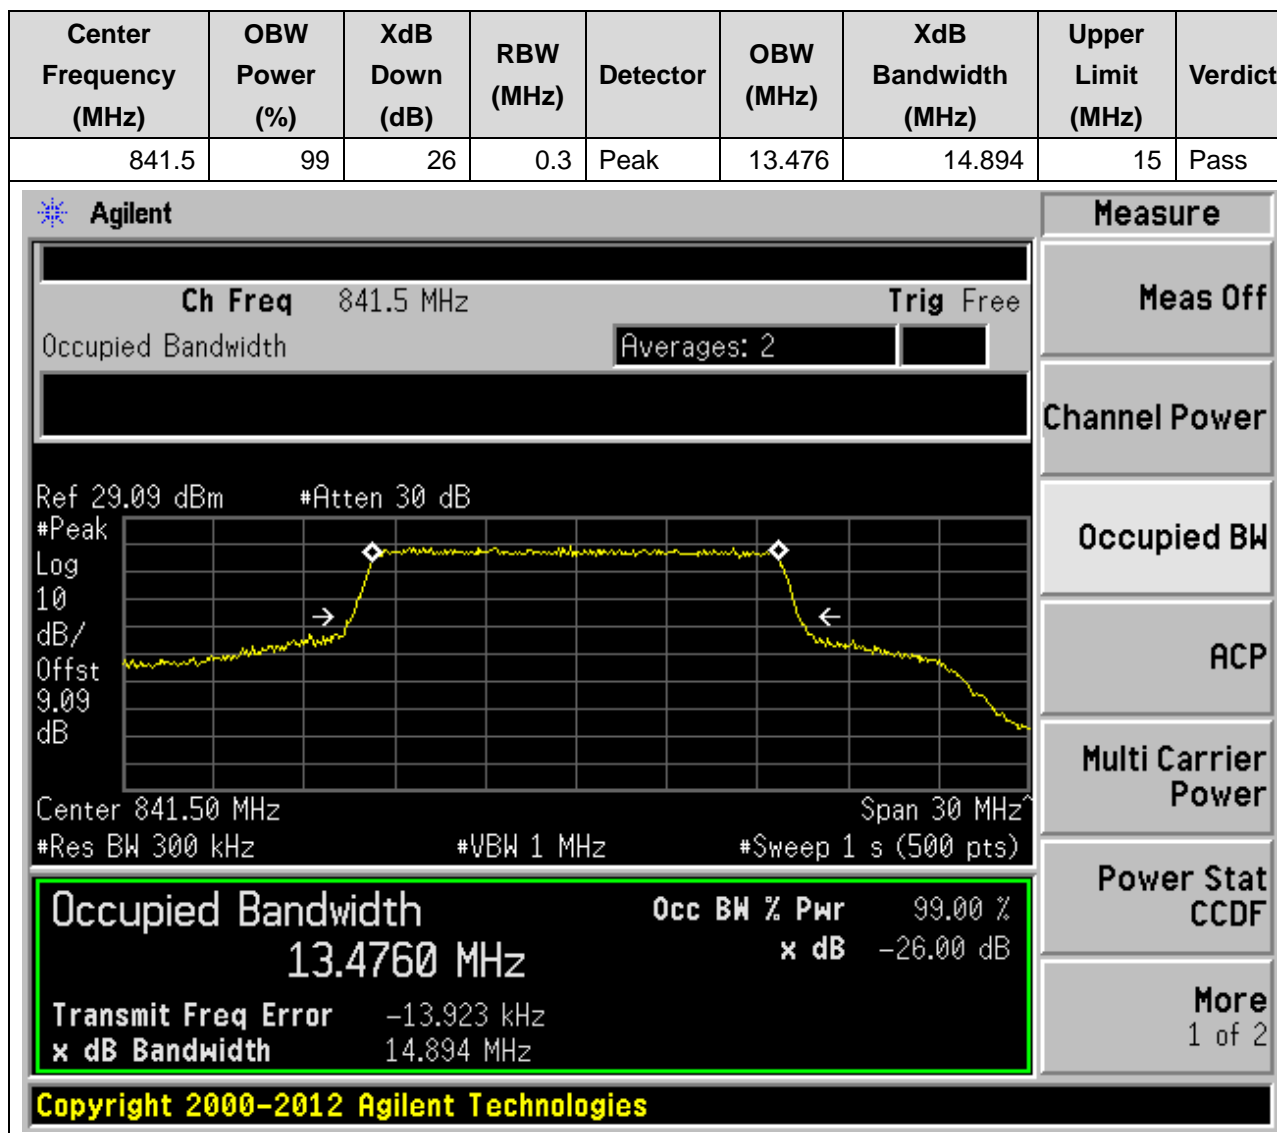 Center Frequency (MHz) OBW Power (%) XdB Down (dB) RBW (MHz) Detector OBW (MHz) XdB Bandwidth (MHz) Upper Limit (MHz) Verdict
841.5 99 26 0.3 Peak 13.476 14.894 15 Pass
Agilent
Measure
Ch Freq 841.5 MHz Trig Free
Meas Off
Occupied Bandwidth Averages: 2
Channel Power
Ref 29.09 dBm #Atten 30 dB
#Peak
Log
10
dB/
Offst
9.09
dB
Occupied BW
ACP
Multi Carrier
Power
Center 841.50 MHz Span 30 MHz^
#Res BW 300 kHz #VBW 1 MHz #Sweep 1 s (500 pts)
Power Stat
CCDF
Occupied Bandwidth Occ BW % Pwr 99.00 %
13.4760 MHz x dB -26.00 dB
Transmit Freq Error -13.923 kHz
x dB Bandwidth 14.894 MHz
More
1 of 2
Copyright 2000-2012 Agilent Technologies